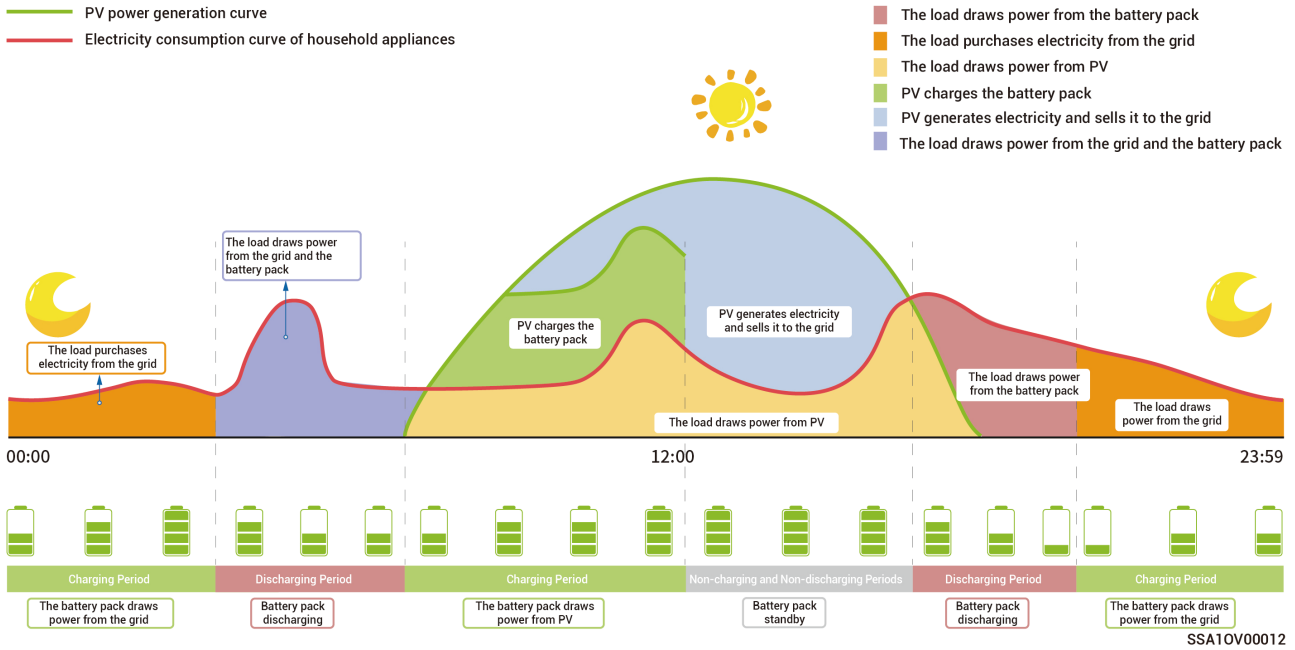 PV power generation curve
Electricity consumption curve of household appliances
The load draws power from the battery pack
The load purchases electricity from the grid
The load draws power from PV
PV charges the battery pack
PV generates electricity and sells it to the grid
The load draws power from the grid and the battery pack
The load draws power
from the grid and the
battery pack
The load purchases
electricity from the grid
PV charges the
battery pack
PV generates electricity
and sells it to the grid
The load draws power from PV
The load draws power
from the battery pack
The load draws
power from the grid
00:00
12:00
23:59
Charging Period
Discharging Period
Charging Period
Non-charging and Non-discharging Periods
Discharging Period
Charging Period
The battery pack draws
power from the grid
Battery pack
discharging
The battery pack draws
power from PV
Battery pack
standby
Battery pack
discharging
The battery pack draws
power from the grid
SSA1OV00012